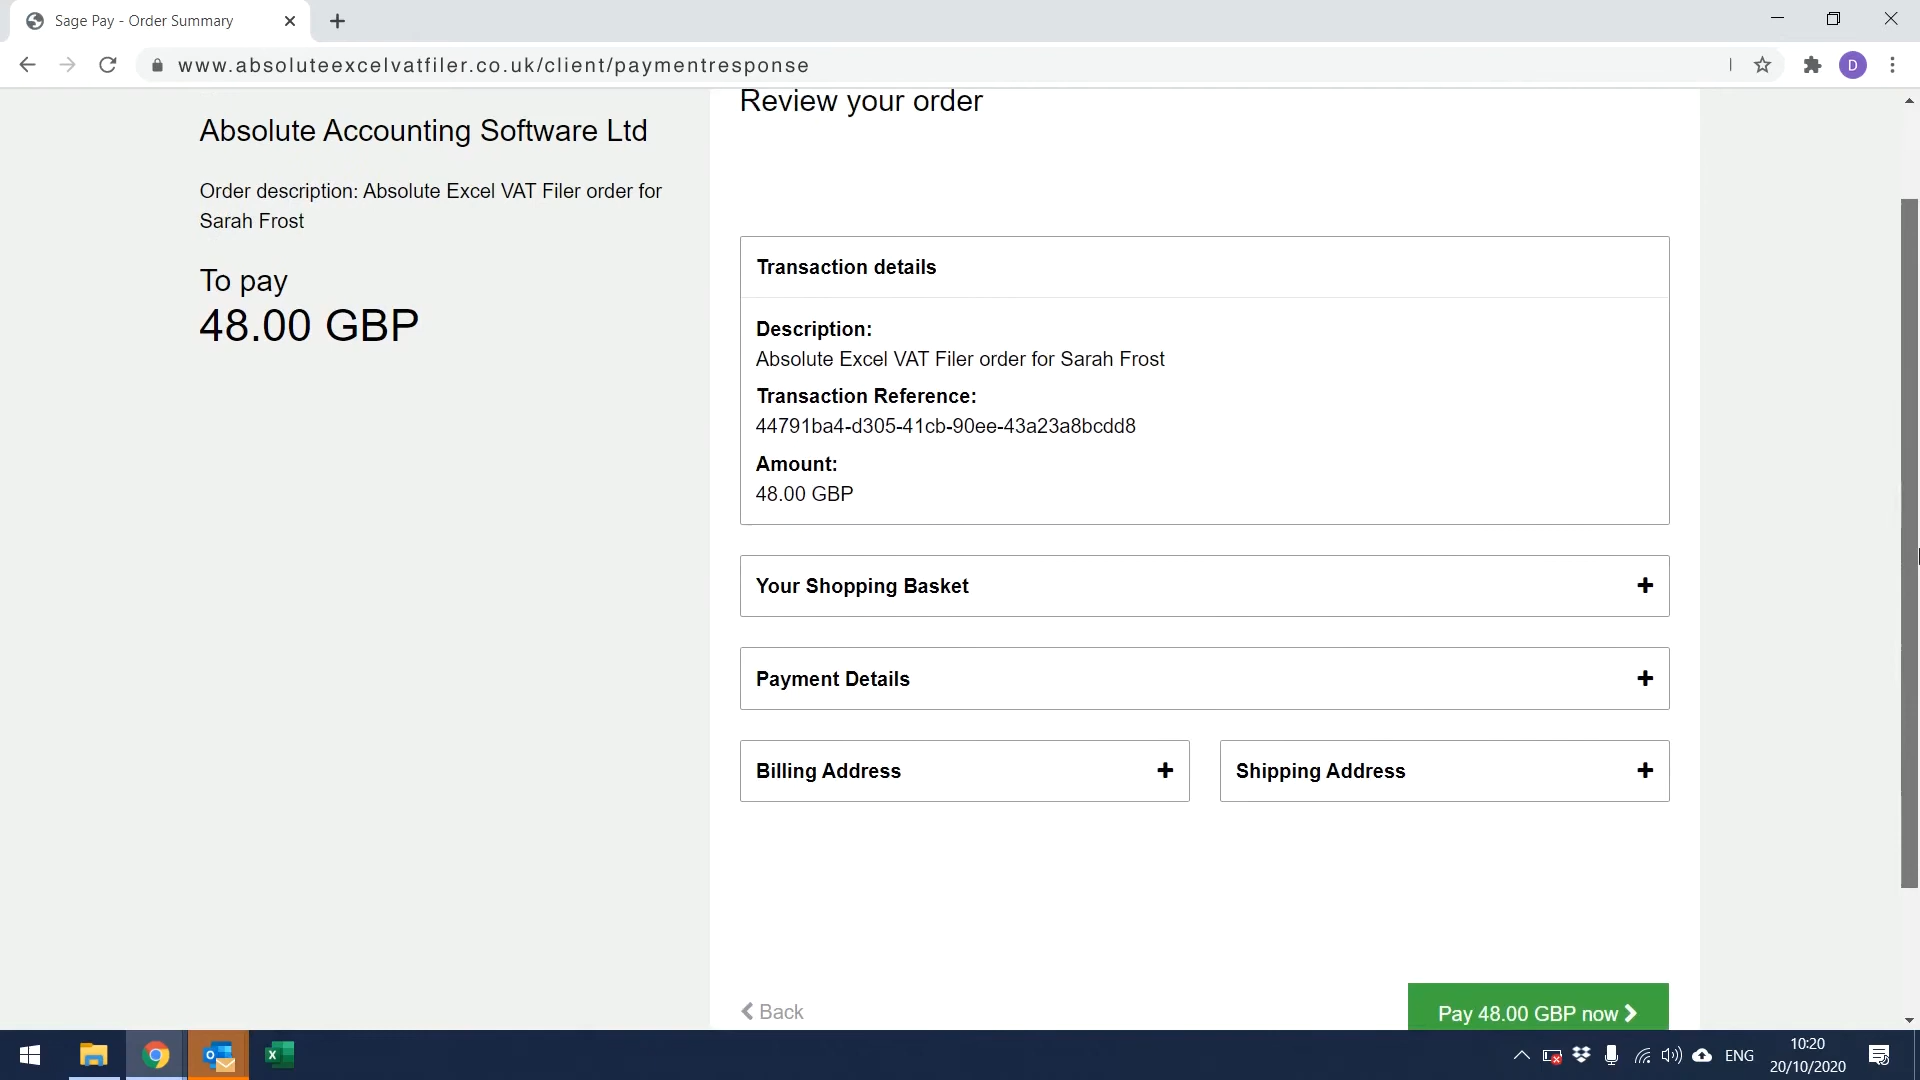 Sage Pay - Order Summary
www.absoluteexcelvatfiler.co.uk/client/paymentresponse
D
Absolute Accounting Software Ltd
Order description: Absolute Excel VAT Filer order for
Sarah Frost
To pay
48.00 GBP
Review your order
Transaction details
Description:
Absolute Excel VAT Filer order for Sarah Frost
Transaction Reference:
44791ba4-d305-41cb-90ee-43a23a8bcdd8
Amount:
48.00 GBP
Your Shopping Basket
Payment Details
Billing Address
Shipping Address
Back
Pay 48.00 GBP now
ENG
10:20
20/10/2020